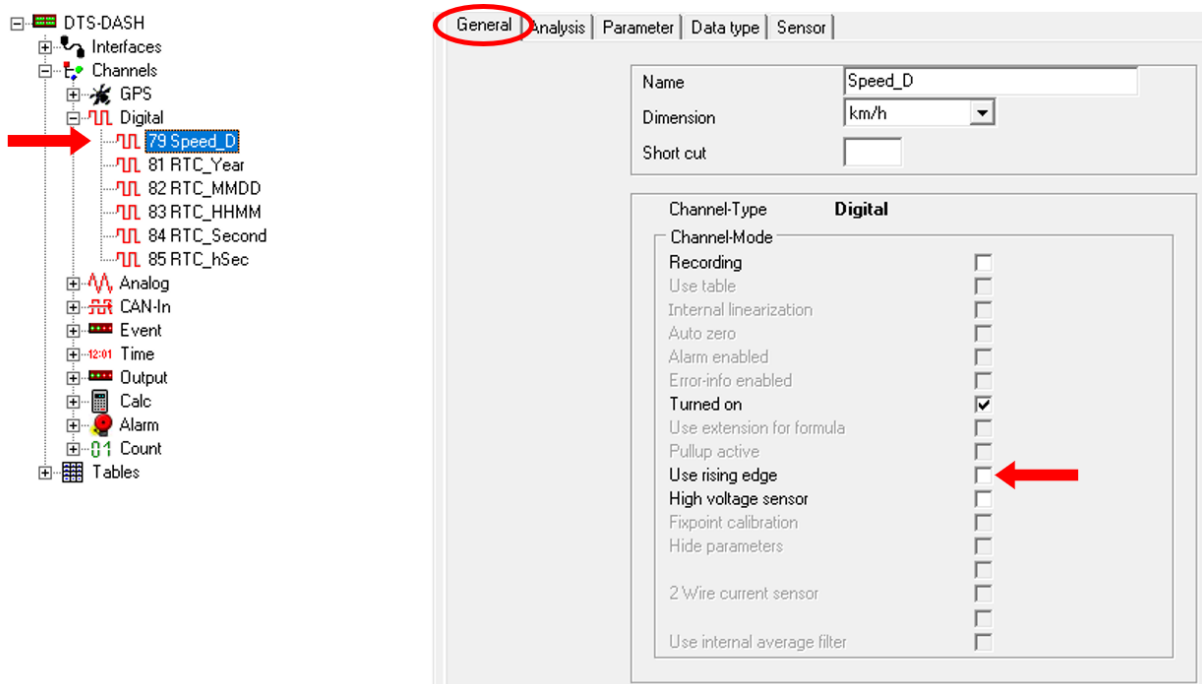 DTS-DASH
Interfaces
Channels
GPS
Digital
79 Speed_D
81 RTC_Year
82 RTC_MMDD
83 RTC_HHMM
84 RTC_Second
85 RTC_hSec
Analog
CAN-In
Event
12:01 Time
Output
Calc
Alarm
01 Count
Tables
General Analysis Parameter Data type Sensor
Name Speed_D
Dimension km/h
Short cut
Channel-Type Digital
Channel-Mode
Recording
Use table
Internal linearization
Auto zero
Alarm enabled
Error-info enabled
Turned on
Use extension for formula
Pullup active
Use rising edge
High voltage sensor
Fixpoint calibration
Hide parameters
2 Wire current sensor
Use internal average filter